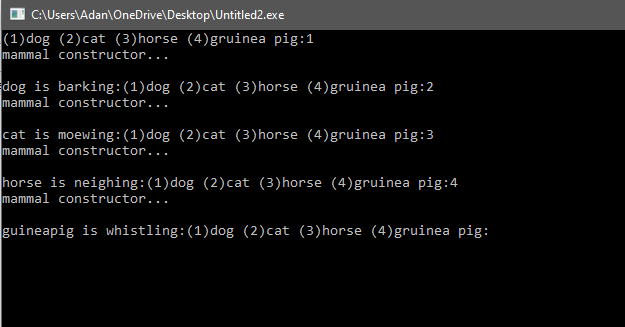 C:\Users\Adan\OneDrive\Desktop\Untitled2.exe
(1)dog (2)cat (3)horse (4)gruinea pig:1
mammal constructor...
dog is barking:(1)dog (2)cat (3)horse (4)gruinea pig:2
mammal constructor...
cat is moewing:(1)dog (2)cat (3)horse (4)gruinea pig:3
mammal constructor...
horse is neighing:(1)dog (2)cat (3)horse (4)gruinea pig:4
mammal constructor...
guineapig is whistling:(1)dog (2)cat (3)horse (4)gruinea pig: